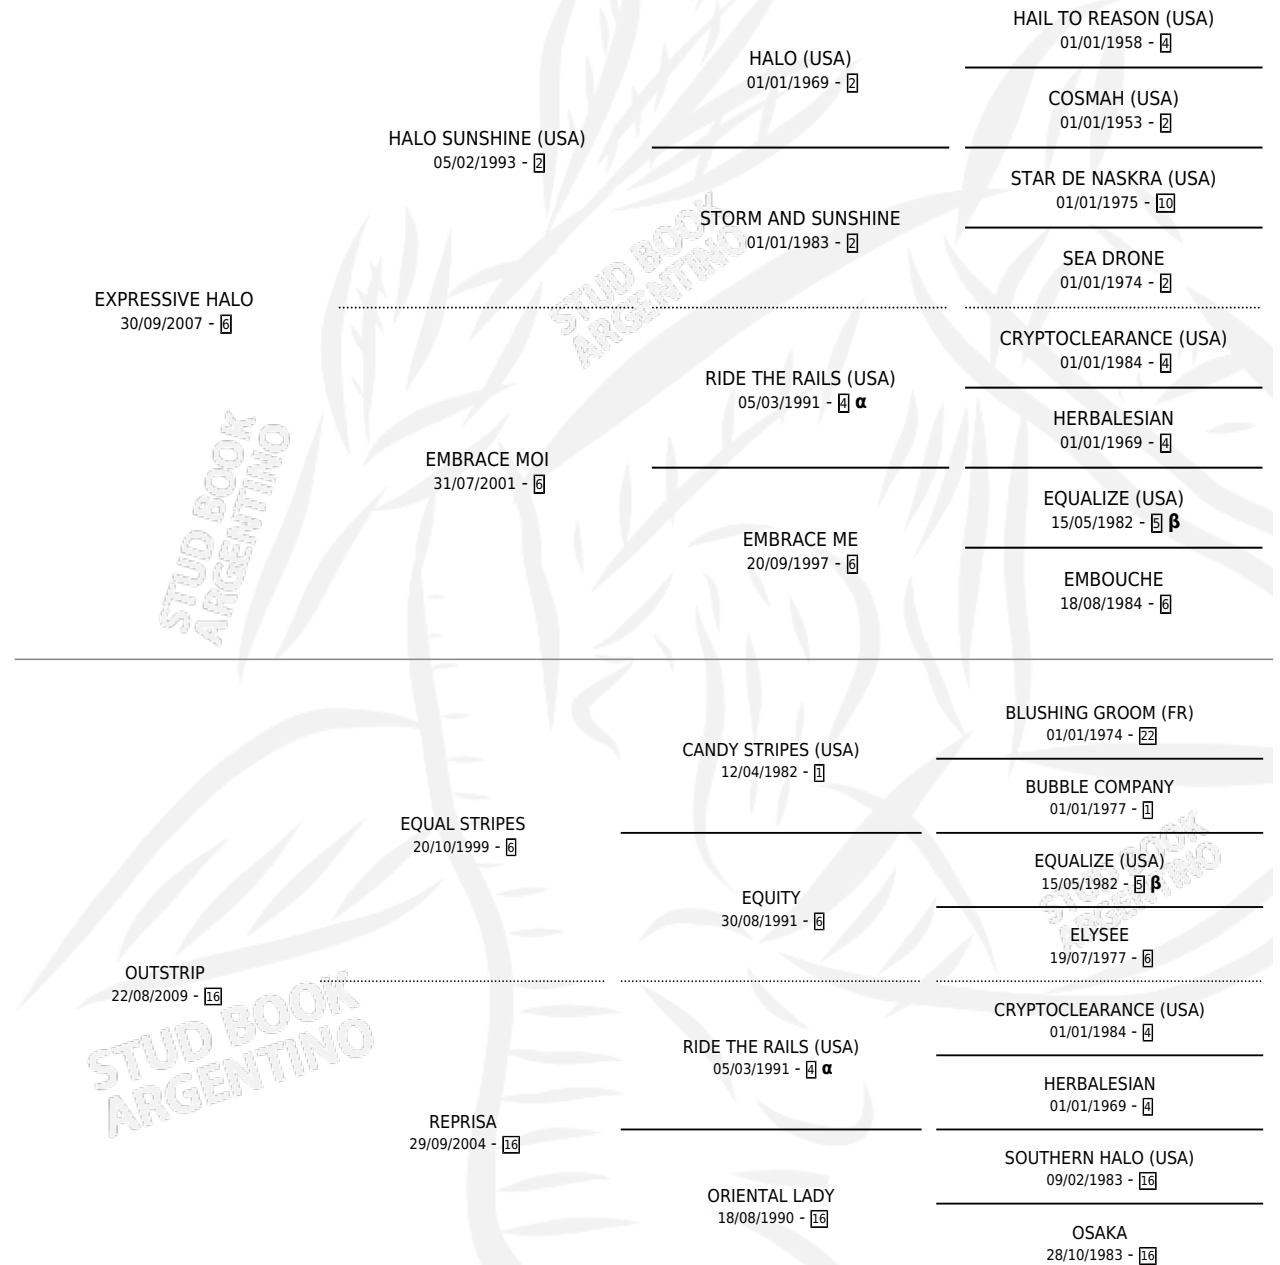 HAIL TO REASON (USA)
01/01/1958 - 4
HALO (USA)
01/01/1969 - 2
COSMAH (USA)
01/01/1953 - 2
HALO SUNSHINE (USA)
05/02/1993 - 2
STAR DE NASKRA (USA)
01/01/1975 - 10
STORM AND SUNSHINE
01/01/1983 - 2
SEA DRONE
01/01/1974 - 2
EXPRESSIVE HALO
30/09/2007 - 6
CRYPTOCLEARANCE (USA)
01/01/1984 - 4
RIDE THE RAILS (USA)
05/03/1991 - 4 α
HERBALESIAN
01/01/1969 - 4
EMBRACE MOI
31/07/2001 - 6
EQUALIZE (USA)
15/05/1982 - 5 β
EMBRACE ME
20/09/1997 - 6
EMBOUCHE
18/08/1984 - 6
BLUSHING GROOM (FR)
01/01/1974 - 22
CANDY STRIPES (USA)
12/04/1982 - 1
BUBBLE COMPANY
01/01/1977 - 1
EQUAL STRIPES
20/10/1999 - 6
EQUALIZE (USA)
15/05/1982 - 5 β
EQUITY
30/08/1991 - 6
ELYSEE
19/07/1977 - 6
OUTSTRIP
22/08/2009 - 16
CRYPTOCLEARANCE (USA)
01/01/1984 - 4
RIDE THE RAILS (USA)
05/03/1991 - 4 α
HERBALESIAN
01/01/1969 - 4
REPRISA
29/09/2004 - 16
SOUTHERN HALO (USA)
09/02/1983 - 16
ORIENTAL LADY
18/08/1990 - 16
OSAKA
28/10/1983 - 16
STUD BOOK
ARGENTINO
STUD BOOK
ARGENTINO
STUD BOOK
ARGENTINO
STUD BOOK
ARGENTINO